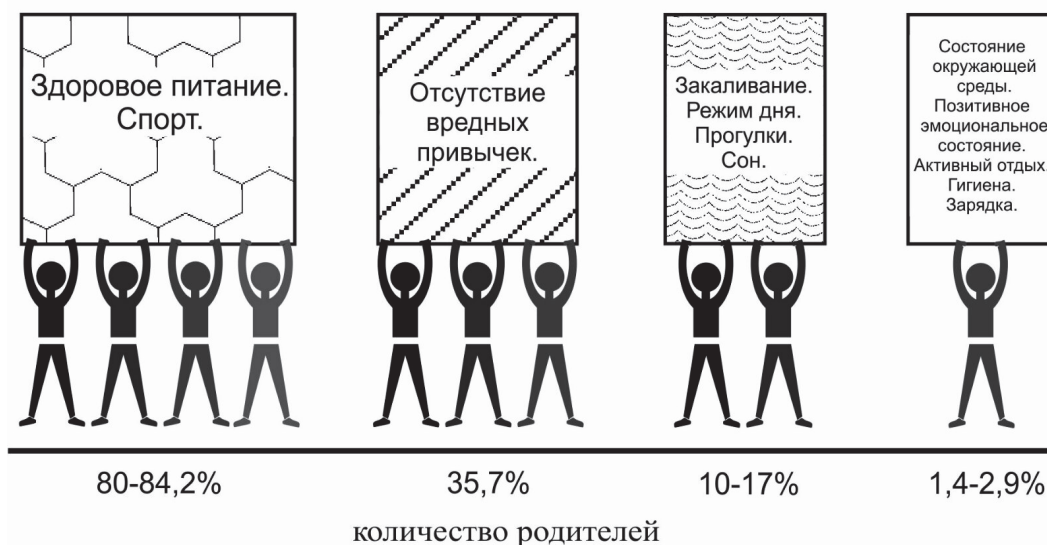 Здоровое питание.
Спорт.
Отсутствие
вредных
привычек.
Закаливание.
Режим дня.
Прогулки.
Сон.
Состояние
окружающей
среды.
Позитивное
эмоциональное
состояние.
Активный отдых.
Гигиена.
Зарядка.
80-84,2%
35,7%
10-17%
1,4-2,9%
количество родителей